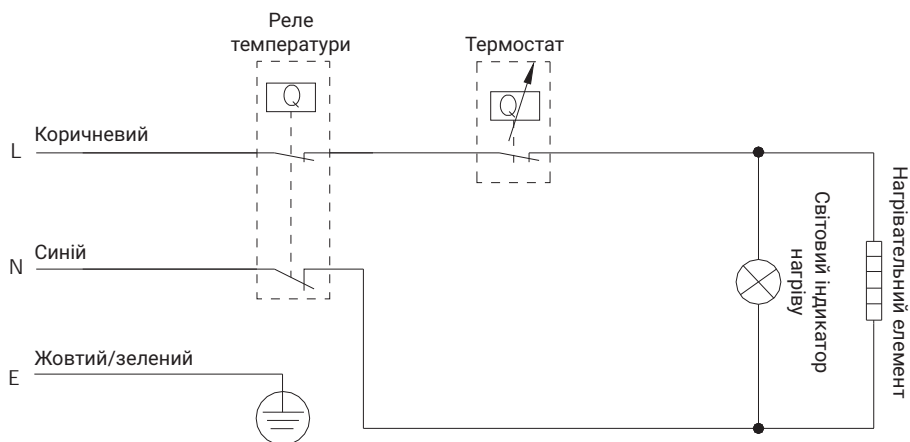 Реле
температури
Термостат
Q
Q
L
Коричневий
N
Синій
E
Жовтий/зелений
Світовий індикатор
нагріву
Нагрівательний елемент